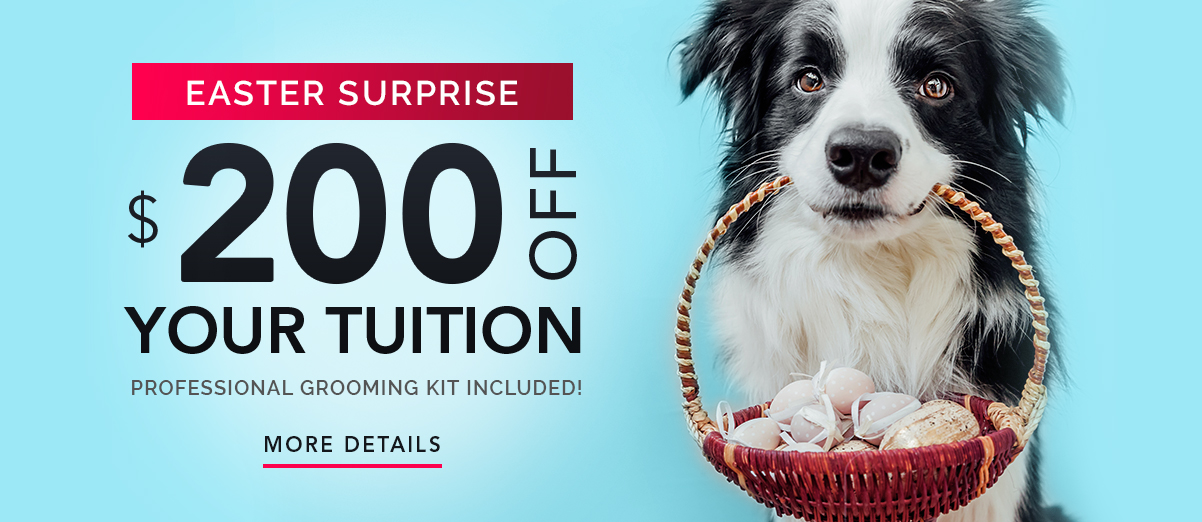 EASTER SURPRISE
$200 OFF
YOUR TUITION
PROFESSIONAL GROOMING KIT INCLUDED!
MORE DETAILS